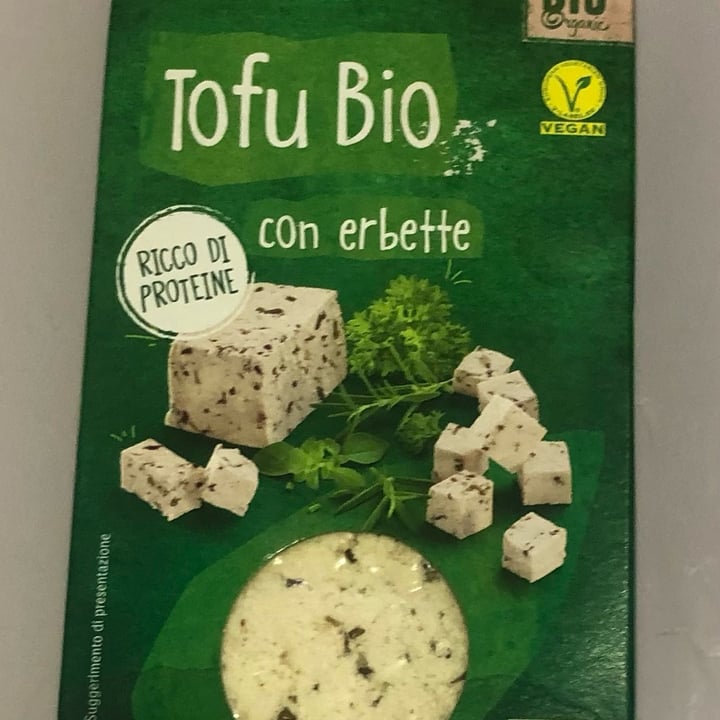 BIO
Organic
Tofu Bio
VEGAN
con erbette
RICCO DI
PROTEINE
Suggerimento di presentazione